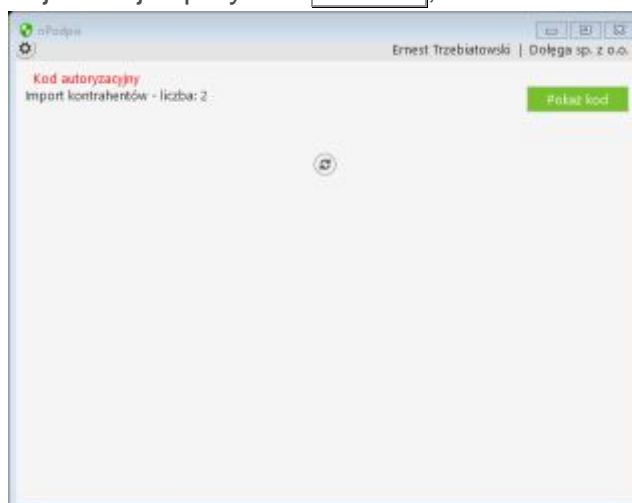 nPodpis
Ernest Trzebiatowski | Dołęga sp. z o.o.
Kod autoryzacyjny
Import kontrahentów - liczba: 2
Pokaż kod